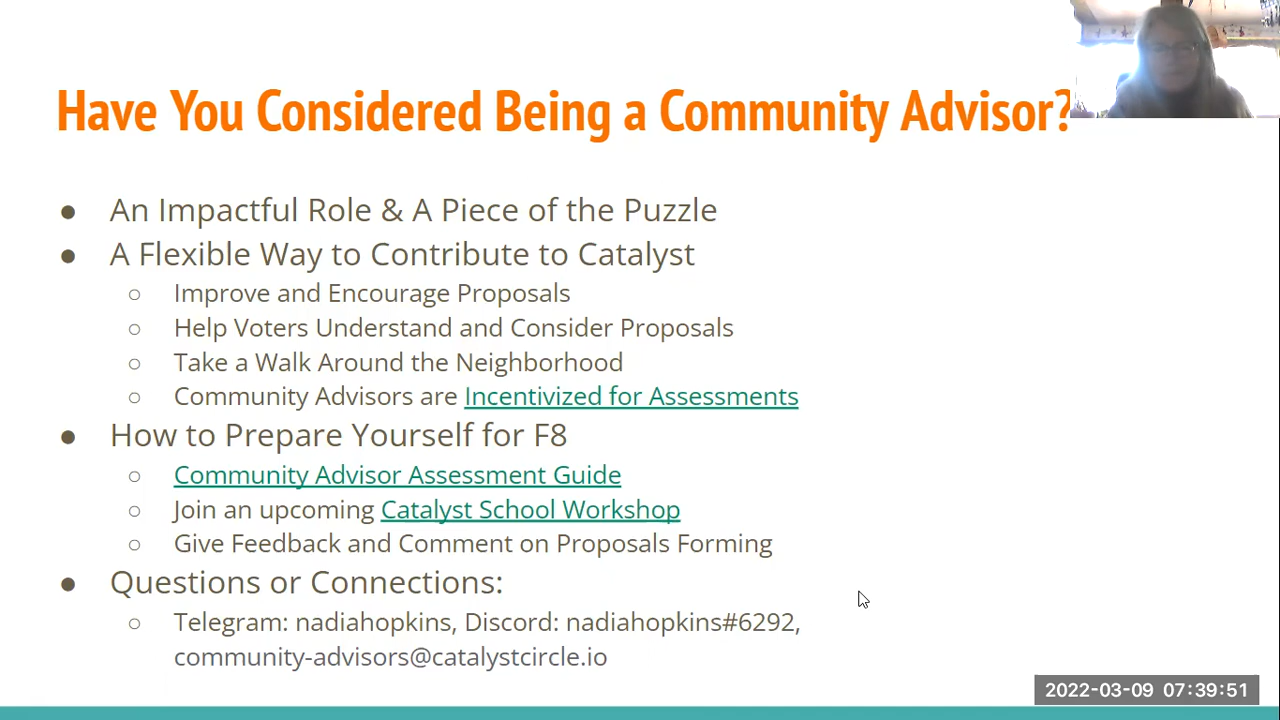 Have You Considered Being a Community Advisor?
● An Impactful Role & A Piece of the Puzzle
● A Flexible Way to Contribute to Catalyst
○ Improve and Encourage Proposals
○ Help Voters Understand and Consider Proposals
○ Take a Walk Around the Neighborhood
○ Community Advisors are Incentivized for Assessments
● How to Prepare Yourself for F8
○ Community Advisor Assessment Guide
○ Join an upcoming Catalyst School Workshop
○ Give Feedback and Comment on Proposals Forming
● Questions or Connections:
○ Telegram: nadiahopkins, Discord: nadiahopkins#6292,
community-advisors@catalystcircle.io
2022-03-09 07:39:51